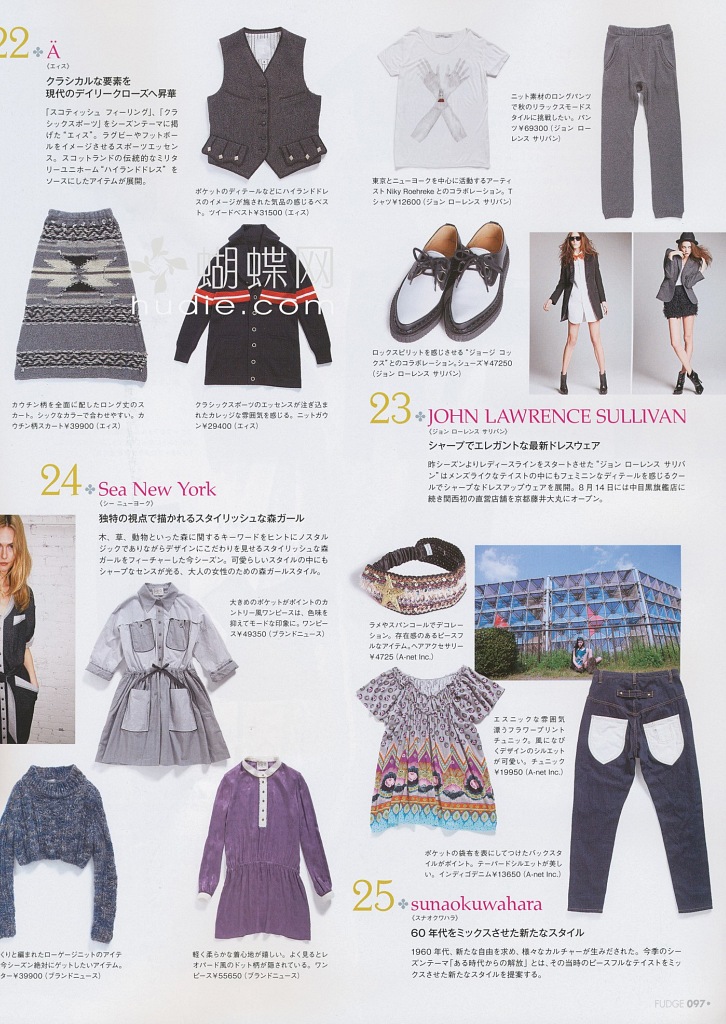 22 Ä
(エィス)
クラシカルな要素を
現代のデイリークローズへ昇華
「スコティッシュ フィーリング」、「クラ
シックスポーツ」をシーズンテーマに掲
げた“エィス”。ラグビーやフットボー
ルをイメージさせるスポーツエッセ
ンス。スコットランドの伝統的なミリタ
リーユニホーム“ハイランドドレス”を
ソースにしたアイテムが展開。
ポケットのディテールなどにハイランドドレ
スのイメージが施された気品の感じるベス
ト。ツイードベスト¥31500(エィス)
東京とニューヨークを中心に活動するアーティ
ストNiky Roehrekeとのコラボレーション。T
シャツ¥12600(ジョン ローレンス サリバン)
ニット素材のロングパンツ
で秋のリラックスモードス
タイルに挑戦したい。パン
ツ¥69300(ジョン ロー
レンス サリバン)
蝴蝶网
hudie.com
カウチン柄を全面に配したロング丈のス
カート。シックなカラーで合わせやすい。カ
ウチン柄スカート¥39900(エィス)
クラシックスポーツのエッセンスが注ぎ込ま
れたカレッジな雰囲気を感じる。ニットガウ
ン¥29400(エィス)
ロックスピリットを感じさせる“ジョージ コッ
クス”とのコラボレーション。シューズ¥47250
(ジョン ローレンス サリバン)
23 JOHN LAWRENCE SULLIVAN
(ジョン ローレンス サリバン)
シャープでエレガントな最新ドレスウェア
昨シーズンよりレディースラインをスタートさせた“ジョン ローレンス サリバ
ン”はメンズライクなテイストの中にもフェミニンなディテールを感じるクー
ルでシャープなドレスアップウェアを展開。8月14日には中目黒旗艦店に
続き関西初の直営店舗を京都藤井大丸にオープン。
24 Sea New York
(シー ニューヨーク)
独特の視点で描かれるスタイリッシュな森ガール
木、草、動物といった森に関するキーワードをヒントにノスタル
ジックでありながらデザインにこだわりを見せるスタイリッシュな森
ガールをフィーチャーした今シーズン。可愛らしいスタイルの中にも
シャープなセンスが光る、大人の女性のための森ガールスタイル。
大きめのポケットがポイントのカ
ントリー風ワンピースは、色味を
抑えてモードな印象に。ワンピー
ス¥49350(ブランドニュース)
ラメやスパンコールでデコレー
ション。存在感のあるピースフ
ルなアイテム。ヘアアクセサリー
¥4725(A-net Inc.)
エスニックな雰囲気
漂うフラワープリント
チュニック。風になび
くデザインのシルエット
が可愛い。チュニック
¥19950(A-net Inc.)
ポケットの袋布を表にしてつけたバックスタ
イルがポイント。テーパードシルエットが美し
い。インディゴデニム¥13650(A-net Inc.)
くりと編まれたローゲージニットのアイテ
今シーズン絶対にゲットしたいアイテム。
ター¥39900(ブランドニュース)
軽く柔らかな着心地が嬉しい。よく見るとレ
オパード風のドット柄が隠されている。ワン
ピース¥55650(ブランドニュース)
25 sunaokuwahara
(スナオクワハラ)
60年代をミックスさせた新たなスタイル
1960年代、新たな自由を求め、様々なカルチャーが生みだされた。今季のシー
ズンテーマ「ある時代からの解放」とは、その当時のピースフルなテイストをミッ
クスさせた新たなスタイルを提案する。
FUDGE 097